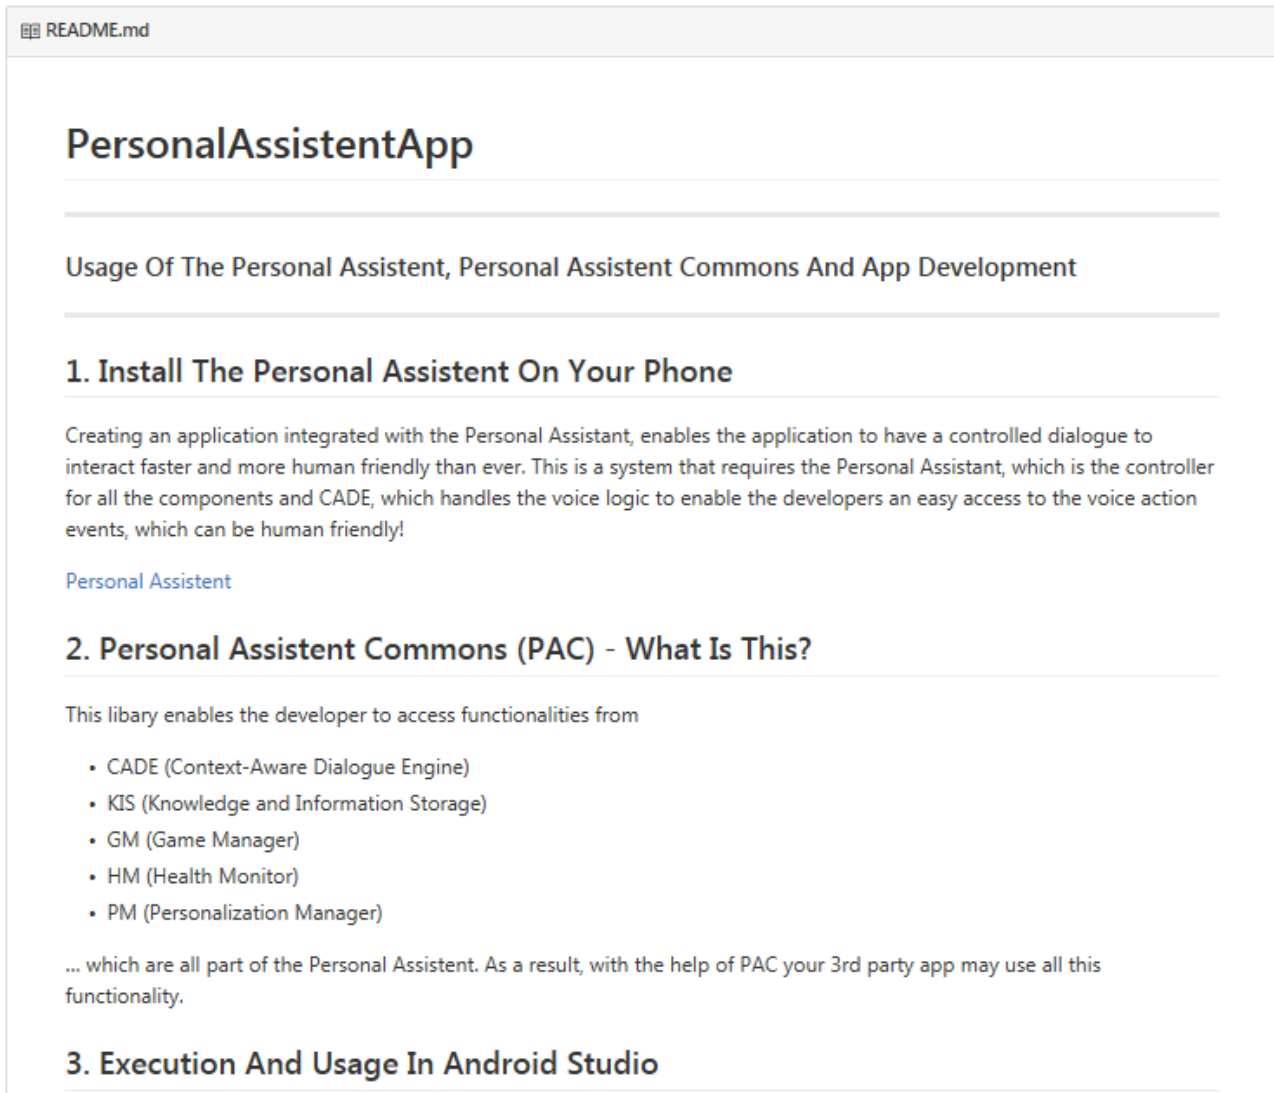 README.md
PersonalAssistentApp
Usage Of The Personal Assistent, Personal Assistent Commons And App Development
1. Install The Personal Assistent On Your Phone
Creating an application integrated with the Personal Assistant, enables the application to have a controlled dialogue to
interact faster and more human friendly than ever. This is a system that requires the Personal Assistant, which is the controller
for all the components and CADE, which handles the voice logic to enable the developers an easy access to the voice action
events, which can be human friendly!
Personal Assistent
2. Personal Assistent Commons (PAC) - What Is This?
This libary enables the developer to access functionalities from
• CADE (Context-Aware Dialogue Engine)
• KIS (Knowledge and Information Storage)
• GM (Game Manager)
• HM (Health Monitor)
• PM (Personalization Manager)
... which are all part of the Personal Assistent. As a result, with the help of PAC your 3rd party app may use all this
functionality.
3. Execution And Usage In Android Studio